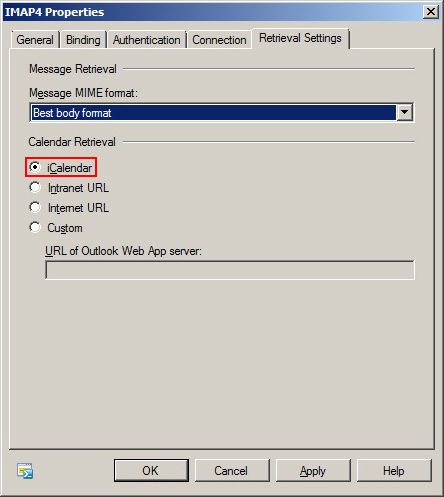 IMAP4 Properties
General
Binding
Authentication
Connection
Retrieval Settings
Message Retrieval
Message MIME format:
Best body format
Calendar Retrieval
iCalendar
Intranet URL
Internet URL
Custom
URL of Outlook Web App server:
OK
Cancel
Apply
Help